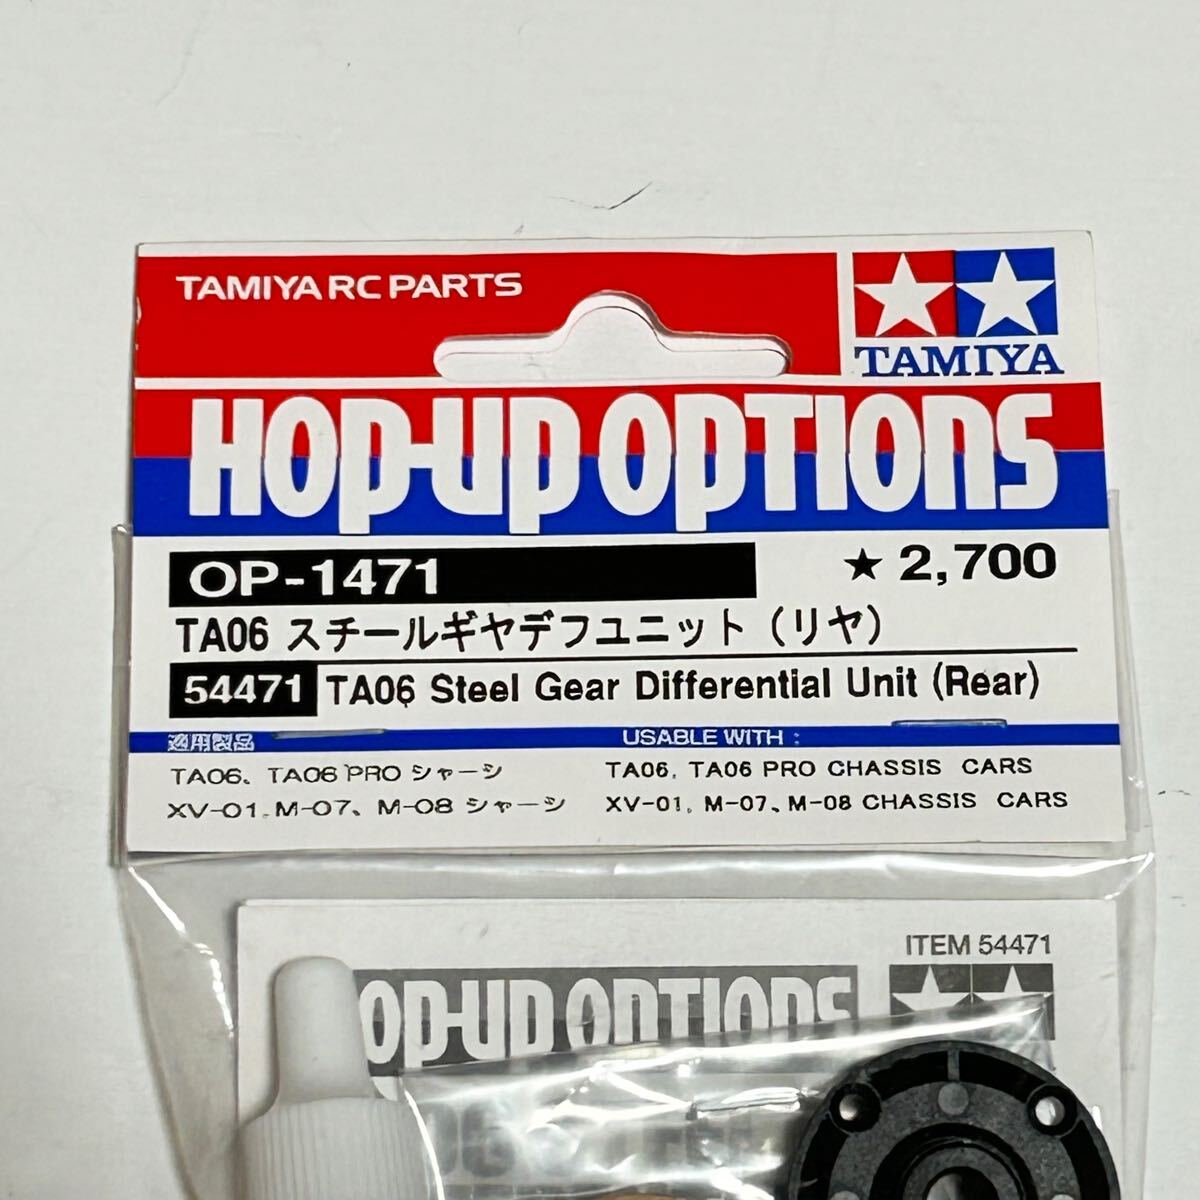 TAMIYA RC PARTS
TAMIYA
HOP-UP OPTIONS
OP-1471
★ 2,700
TA06 スチールギヤデフユニット（リヤ）
54471 TA06 Steel Gear Differential Unit (Rear)
適用製品
USABLE WITH :
TA06、TA06 PRO シャーシ
XV-01、M-07、M-08 シャーシ
TA06, TA06 PRO CHASSIS CARS
XV-01, M-07、M-08 CHASSIS CARS
ITEM 54471
HOP-UP OPTIONS